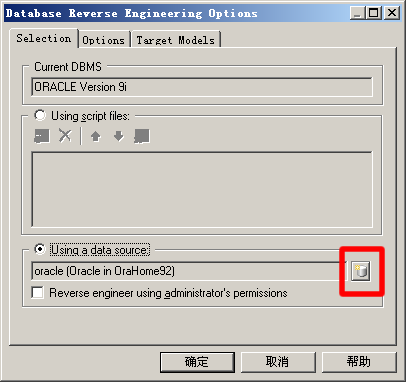 Database Reverse Engineering Options
Selection
Options
Target Models
Current DBMS
ORACLE Version 9i
Using script files:
Using a data source:
oracle (Oracle in OraHome92)
Reverse engineer using administrator's permissions
确定
取消
帮助